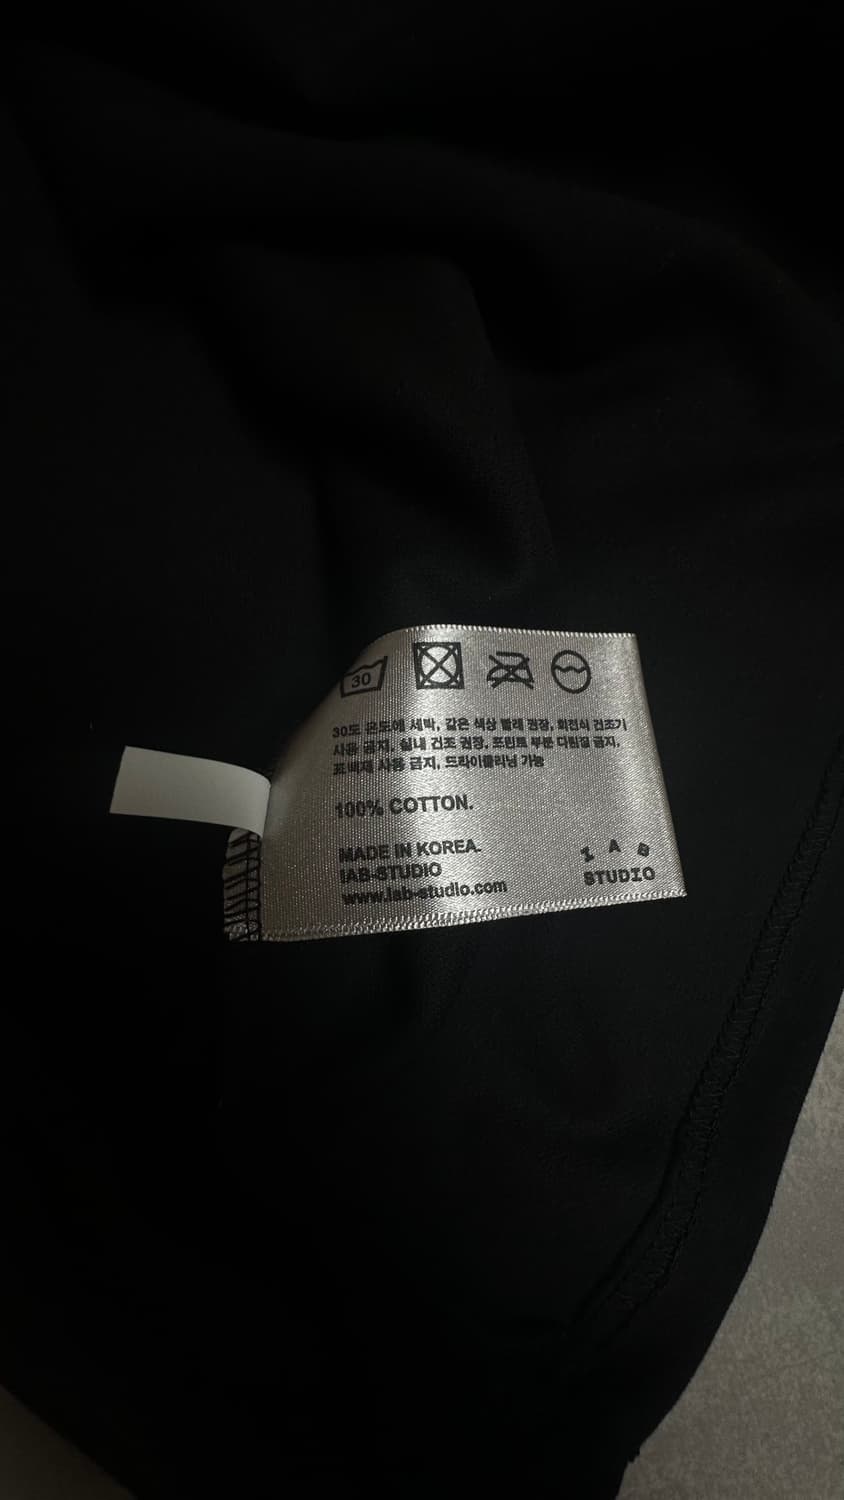 30
30도 온도에 세탁, 같은 색상 빨래 권장, 회전식 건조기
사용 금지, 실내 건조 권장, 프린트 부분 다림질 금지,
표백제 사용 금지, 드라이클리닝 가능
100% COTTON.
MADE IN KOREA.
IAB-STUDIO
www.iab-studio.com
I A B
STUDIO